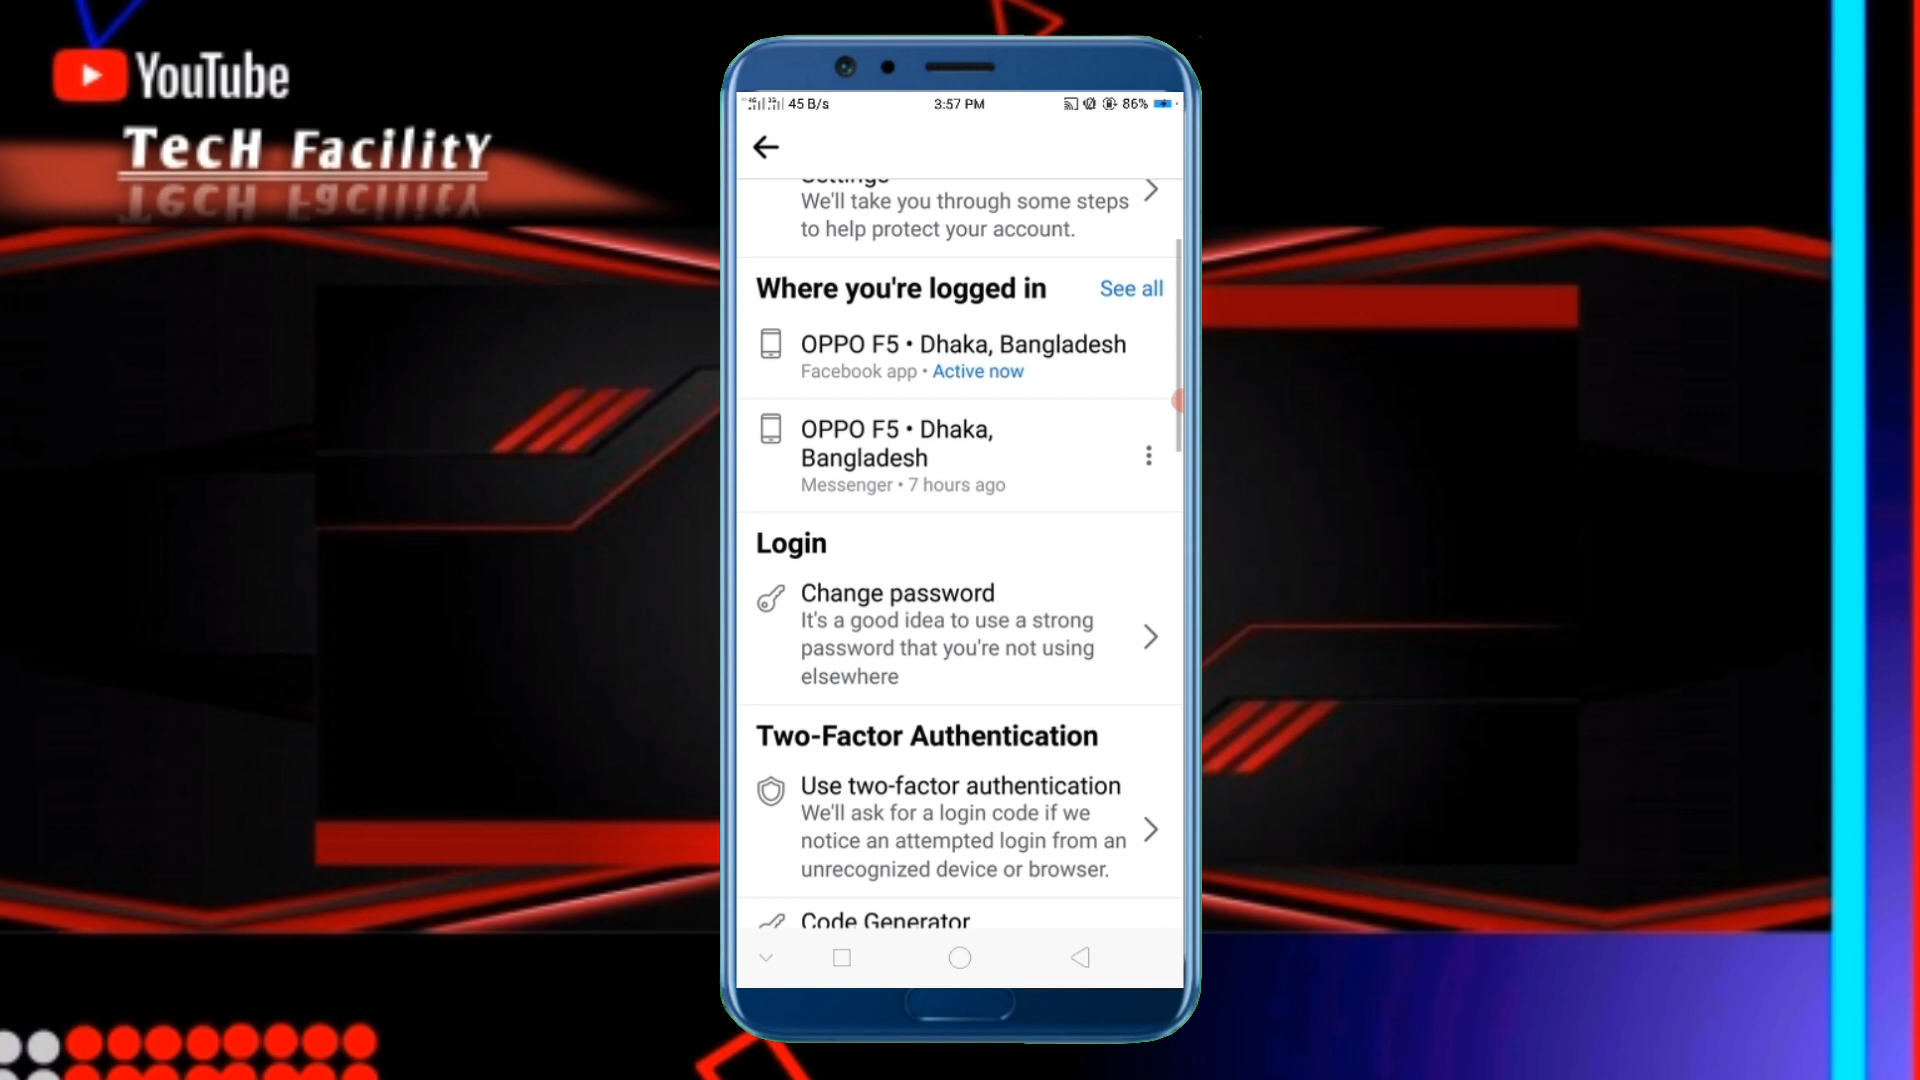 YouTube
TecH FacilitY
45 B/s
3:57 PM
86%
Settings
We'll take you through some steps
to help protect your account.
Where you're logged in
See all
OPPO F5 • Dhaka, Bangladesh
Facebook app • Active now
OPPO F5 • Dhaka,
Bangladesh
Messenger • 7 hours ago
Login
Change password
It's a good idea to use a strong
password that you're not using
elsewhere
Two-Factor Authentication
Use two-factor authentication
We'll ask for a login code if we
notice an attempted login from an
unrecognized device or browser.
Code Generator